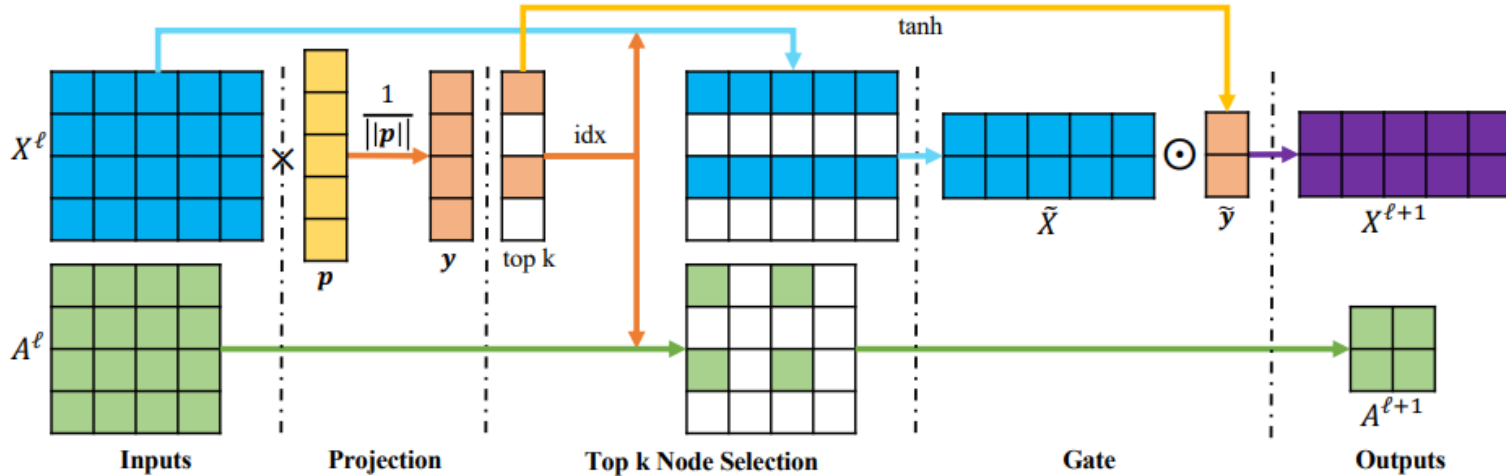 tanh
X^ℓ
×
1
||p||
idx
⊙
p
y
top k
X̃
ỹ
X^{ℓ+1}
A^ℓ
A^{ℓ+1}
Inputs
Projection
Top k Node Selection
Gate
Outputs